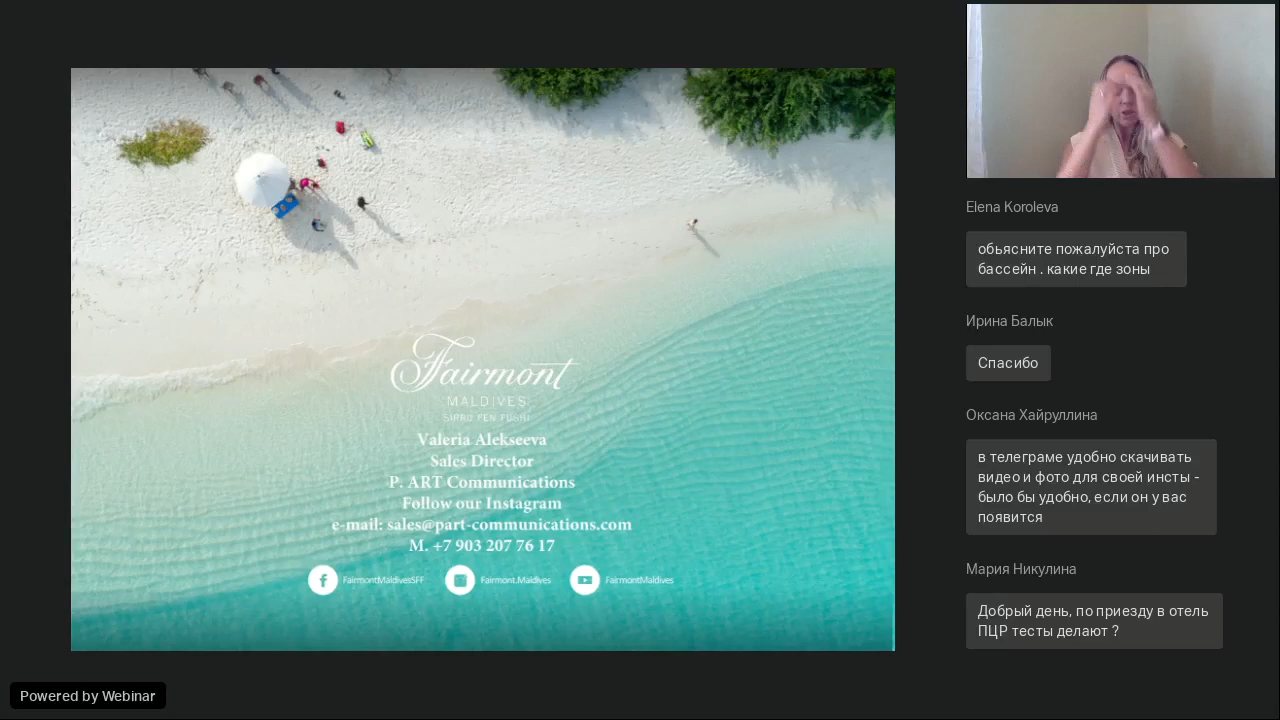 Fairmont
MALDIVES
SIRRU FEN FUSHI
Valeria Alekseeva
Sales Director
P. ART Communications
Follow our Instagram
e-mail: sales@part-communications.com
M. +7 903 207 76 17
FairmontMaldivesSFF
Fairmont.Maldives
FairmontMaldives
Elena Koroleva
обьясните пожалуйста про
бассейн . какие где зоны
Ирина Балык
Спасибо
Оксана Хайруллина
в телеграме удобно скачивать
видео и фото для своей инсты -
было бы удобно, если он у вас
появится
Мария Никулина
Добрый день, по приезду в отель
ПЦР тесты делают ?
Powered by Webinar